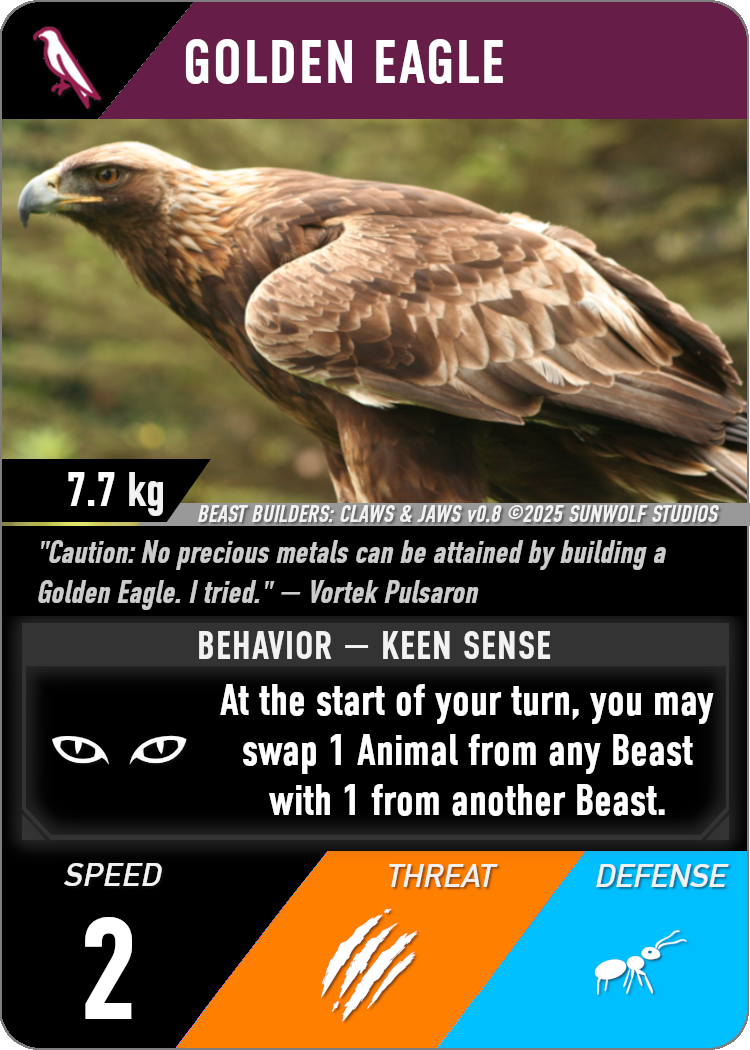 GOLDEN EAGLE
7.7 kg
BEAST BUILDERS: CLAWS & JAWS v0.8 ©2025 SUNWOLF STUDIOS
"Caution: No precious metals can be attained by building a
Golden Eagle. I tried." — Vortek Pulsaron
BEHAVIOR — KEEN SENSE
At the start of your turn, you may
swap 1 Animal from any Beast
with 1 from another Beast.
SPEED
THREAT
DEFENSE
2